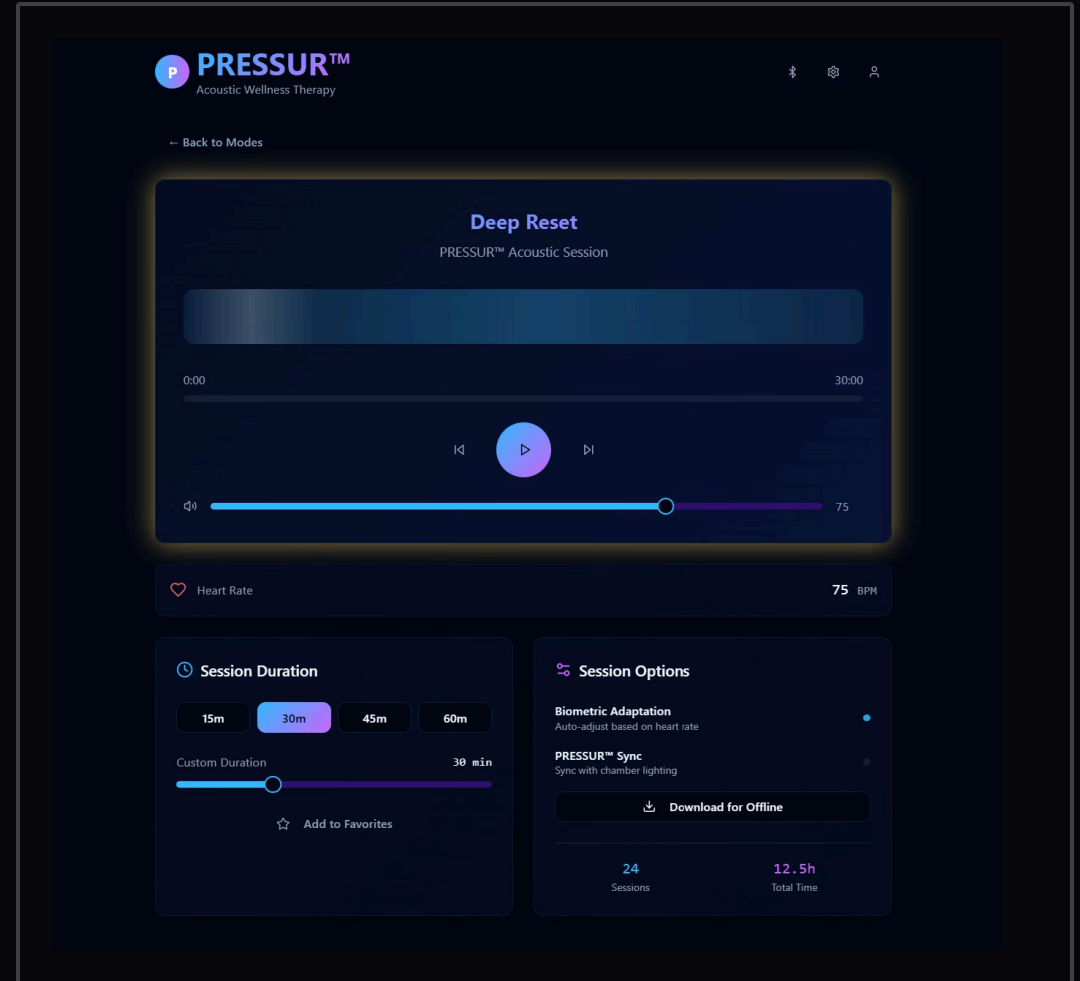 P
PRESSUR™
Acoustic Wellness Therapy
← Back to Modes
Deep Reset
PRESSUR™ Acoustic Session
0:00
30:00
75
Heart Rate
75 BPM
Session Duration
15m
30m
45m
60m
Custom Duration
30 min
Add to Favorites
Session Options
Biometric Adaptation
Auto-adjust based on heart rate
PRESSUR™ Sync
Sync with chamber lighting
Download for Offline
24
Sessions
12.5h
Total Time